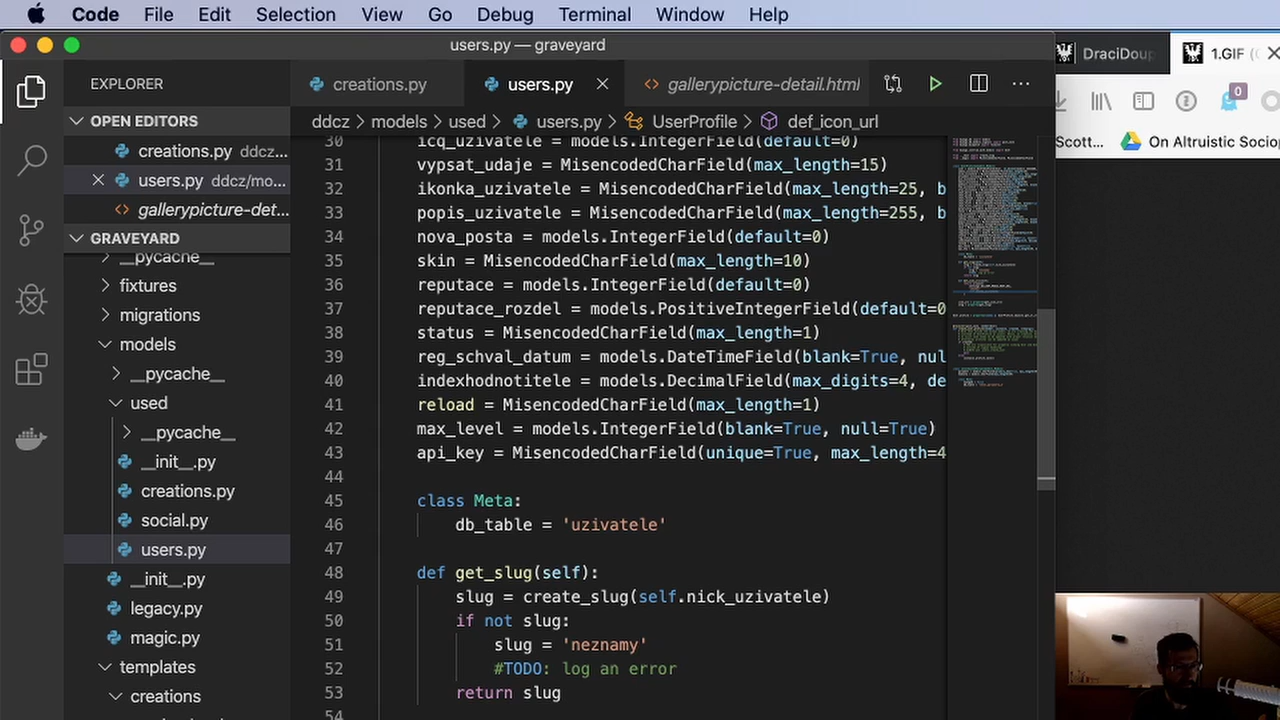 Code File Edit Selection View Go Debug Terminal Window Help
users.py — graveyard
DraciDoup
1.GIF (
EXPLORER
creations.py
users.py
gallerypicture-detail.html
0
OPEN EDITORS
ddcz > models > used > users.py > UserProfile > def_icon_url
Scott...
On Altruistic Sociop
creations.py ddcz...
users.py ddcz/mo...
gallerypicture-det...
GRAVEYARD
__pycache__
fixtures
migrations
models
__pycache__
used
__pycache__
__init__.py
creations.py
social.py
users.py
__init__.py
legacy.py
magic.py
templates
creations
30 icq_uzivatele = models.IntegerField(default=0)
31 vypsat_udaje = MisencodedCharField(max_length=15)
32 ikonka_uzivatele = MisencodedCharField(max_length=25, b
33 popis_uzivatele = MisencodedCharField(max_length=255, b
34 nova_posta = models.IntegerField(default=0)
35 skin = MisencodedCharField(max_length=10)
36 reputace = models.IntegerField(default=0)
37 reputace_rozdel = models.PositiveIntegerField(default=0
38 status = MisencodedCharField(max_length=1)
39 reg_schval_datum = models.DateTimeField(blank=True, nul
40 indexhodnotitele = models.DecimalField(max_digits=4, de
41 reload = MisencodedCharField(max_length=1)
42 max_level = models.IntegerField(blank=True, null=True)
43 api_key = MisencodedCharField(unique=True, max_length=4
44
45 class Meta:
46 db_table = 'uzivatele'
47
48 def get_slug(self):
49 slug = create_slug(self.nick_uzivatele)
50 if not slug:
51 slug = 'neznamy'
52 #TODO: log an error
53 return slug
54